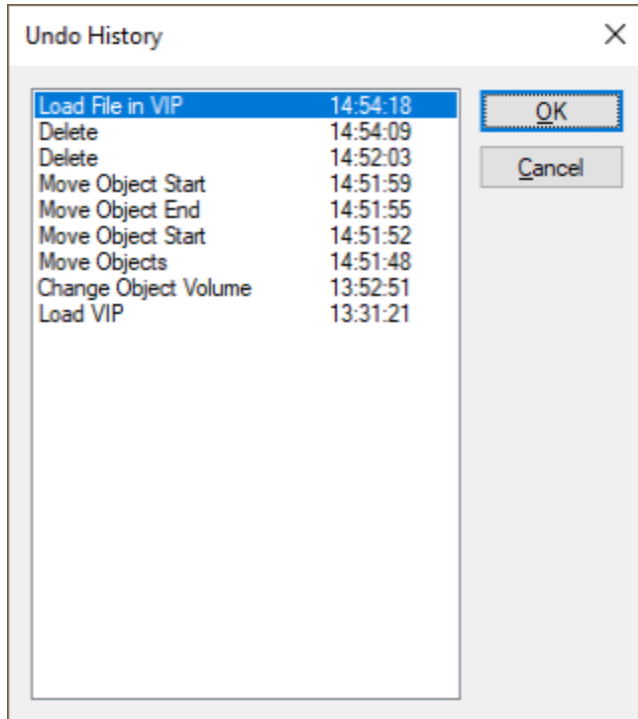 Undo History
Load File in VIP 14:54:18
Delete 14:54:09
Delete 14:52:03
Move Object Start 14:51:59
Move Object End 14:51:55
Move Object Start 14:51:52
Move Objects 14:51:48
Change Object Volume 13:52:51
Load VIP 13:31:21
OK
Cancel